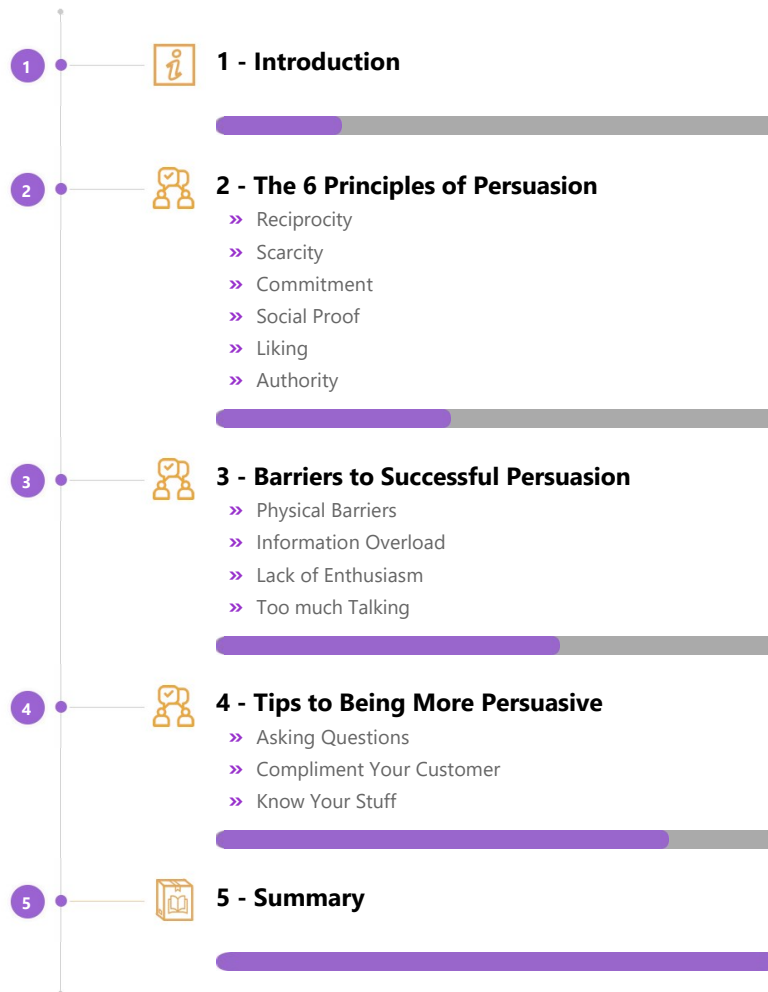 1
1 - Introduction
2
2 - The 6 Principles of Persuasion
» Reciprocity
» Scarcity
» Commitment
» Social Proof
» Liking
» Authority
3
3 - Barriers to Successful Persuasion
» Physical Barriers
» Information Overload
» Lack of Enthusiasm
» Too much Talking
4
4 - Tips to Being More Persuasive
» Asking Questions
» Compliment Your Customer
» Know Your Stuff
5
5 - Summary